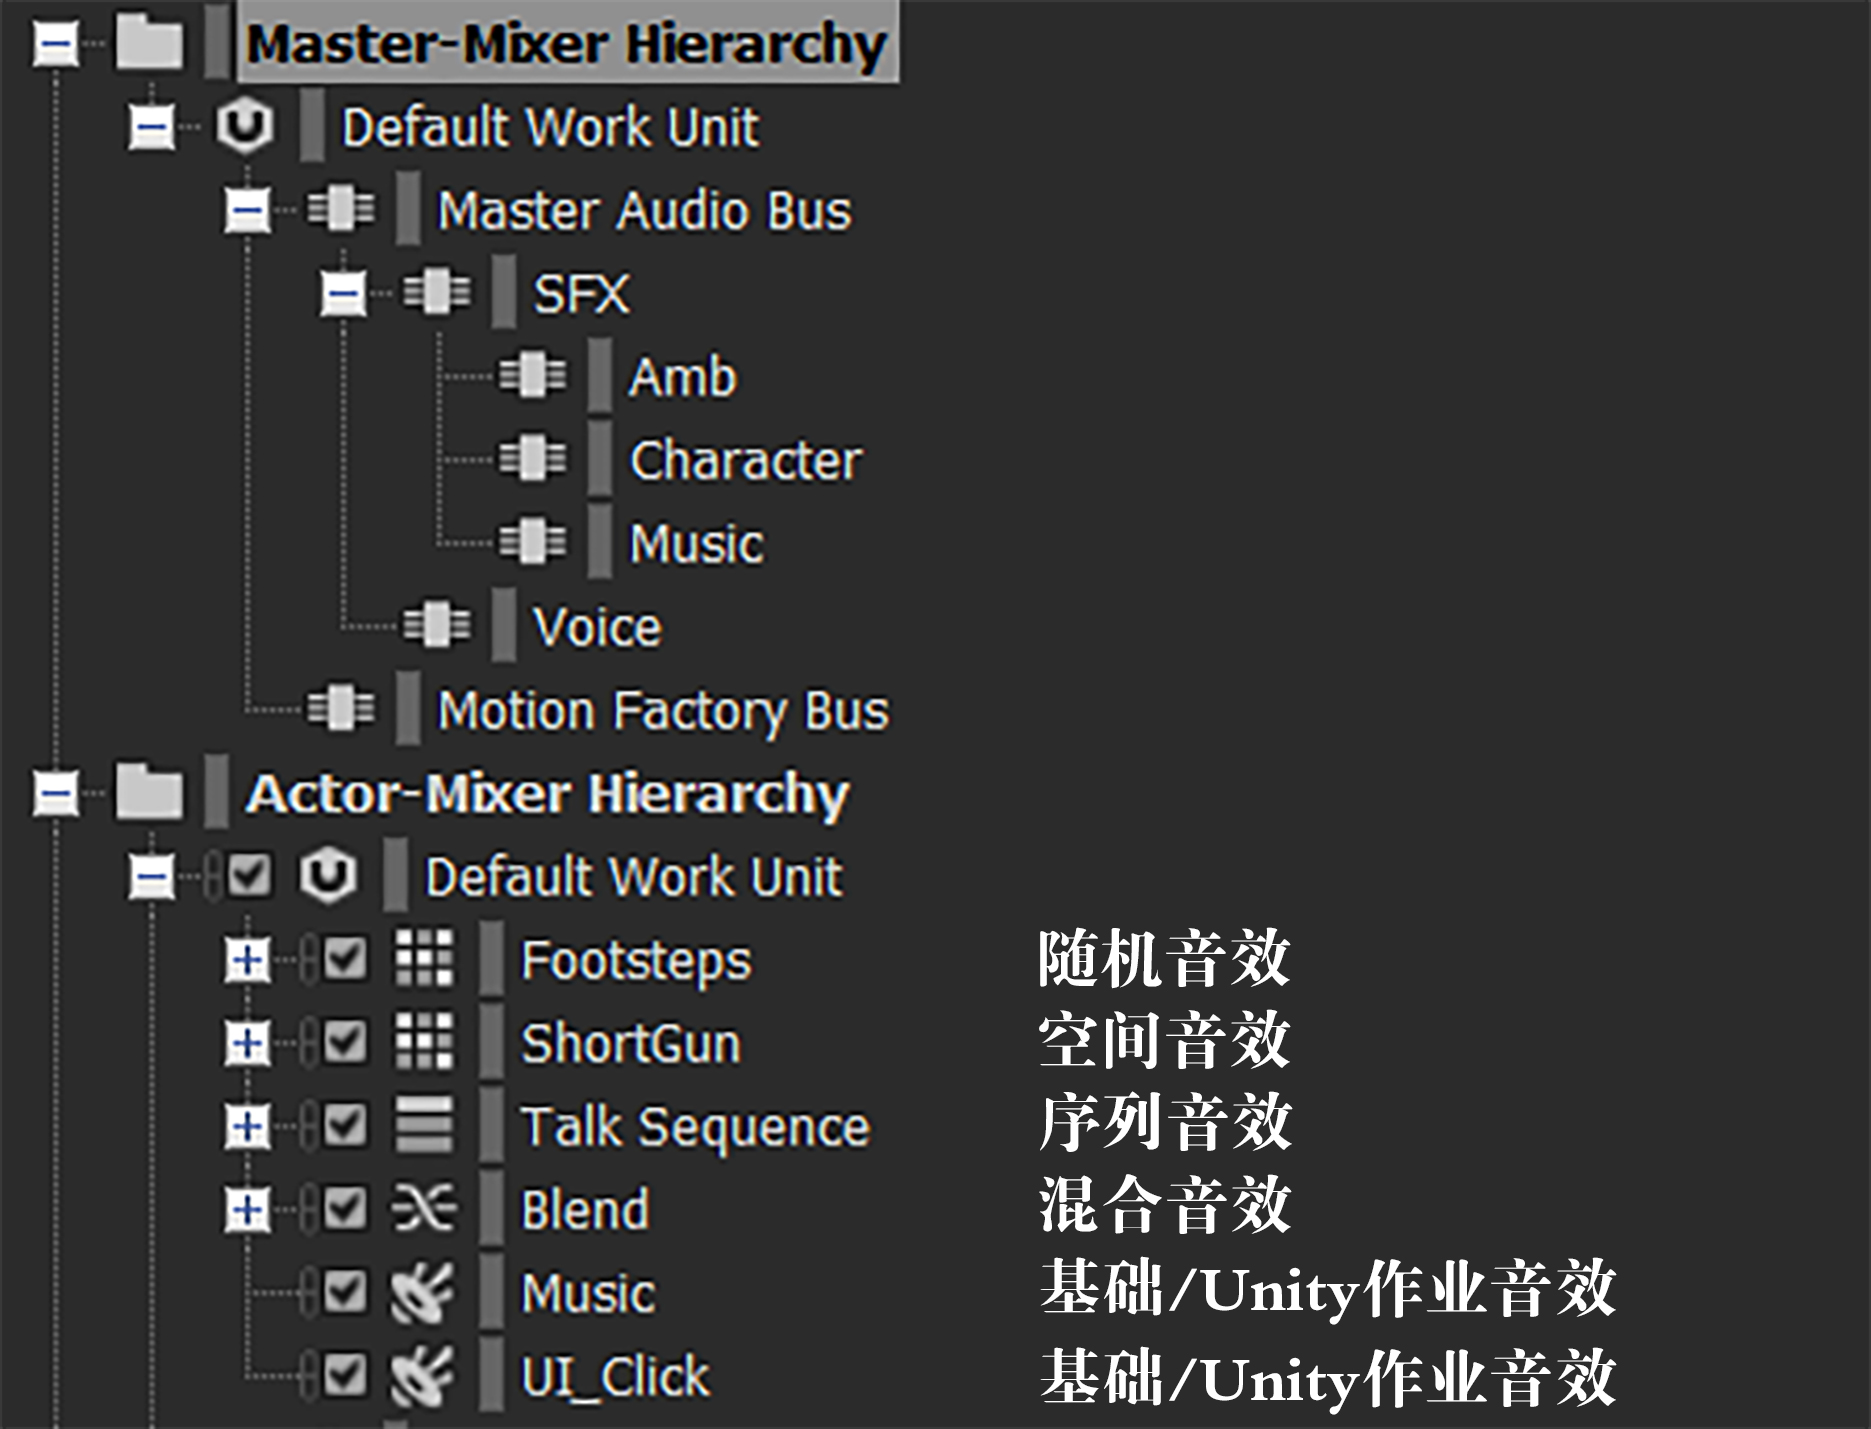 Master-Mixer Hierarchy
Default Work Unit
Master Audio Bus
SFX
Amb
Character
Music
Voice
Motion Factory Bus
Actor-Mixer Hierarchy
Default Work Unit
Footsteps 随机音效
ShortGun 空间音效
Talk Sequence 序列音效
Blend 混合音效
Music 基础/Unity作业音效
UI_Click 基础/Unity作业音效